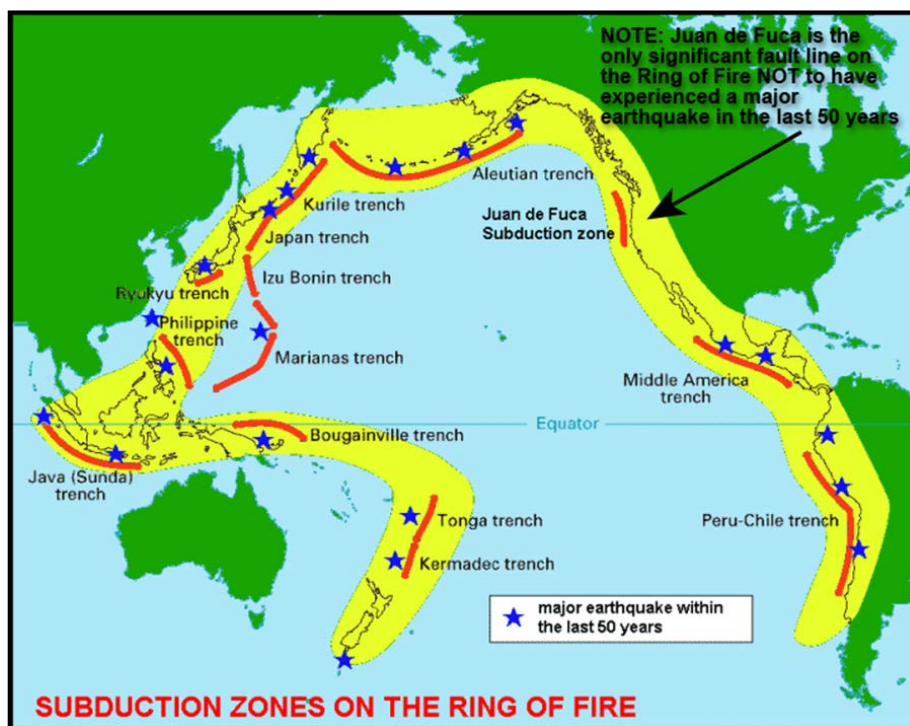 NOTE: Juan de Fuca is the
only significant fault line on
the Ring of Fire NOT to have
experienced a major
earthquake in the last 50 years
Aleutian trench
Kurile trench
Juan de Fuca
Subduction zone
Japan trench
Izu Bonin trench
Ryukyu trench
Philippine
trench
Marianas trench
Middle America
trench
Equator
Bougainville trench
Java (Sunda)
trench
Tonga trench
Peru-Chile trench
Kermadec trench
major earthquake within
the last 50 years
SUBDUCTION ZONES ON THE RING OF FIRE